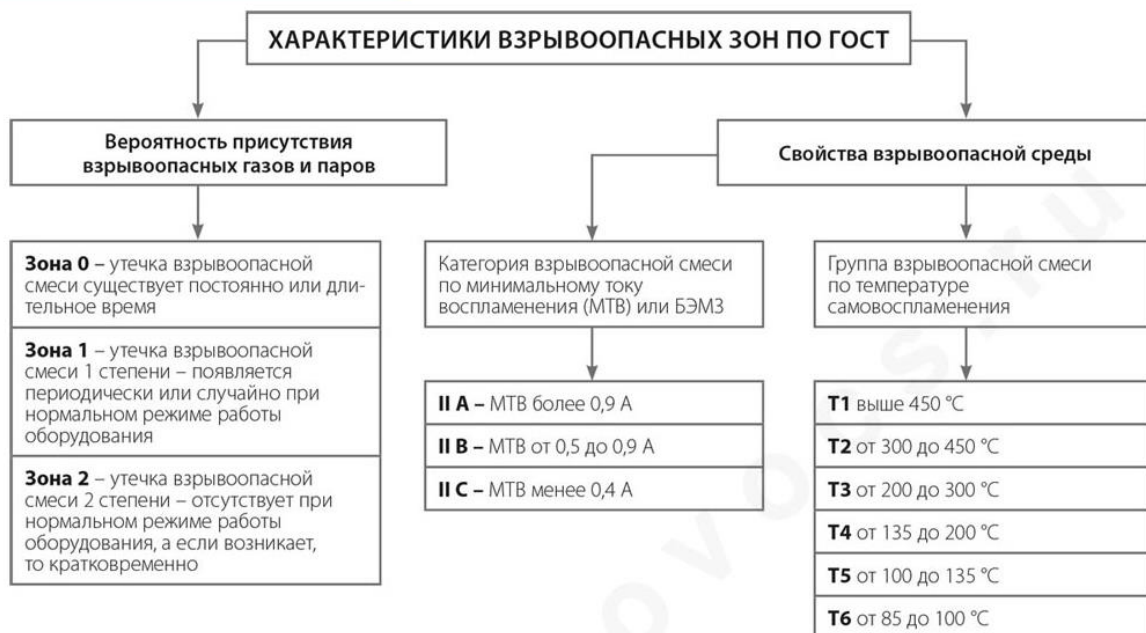 ХАРАКТЕРИСТИКИ ВЗРЫВООПАСНЫХ ЗОН ПО ГОСТ
Вероятность присутствия
взрывоопасных газов и паров
Зона 0 – утечка взрывоопасной
смеси существует постоянно или дли-
тельное время
Зона 1 – утечка взрывоопасной
смеси 1 степени – появляется
периодически или случайно при
нормальном режиме работы
оборудования
Зона 2 – утечка взрывоопасной
смеси 2 степени – отсутствует при
нормальном режиме работы
оборудования, а если возникает,
то кратковременно
Свойства взрывоопасной среды
Категория взрывоопасной смеси
по минимальному току
воспламенения (МТВ) или БЭМЗ
II A – МТВ более 0,9 А
II B – МТВ от 0,5 до 0,9 А
II C – МТВ менее 0,4 А
Группа взрывоопасной смеси
по температуре
самовоспламенения
T1 выше 450 °C
T2 от 300 до 450 °C
T3 от 200 до 300 °C
T4 от 135 до 200 °C
T5 от 100 до 135 °C
T6 от 85 до 100 °C